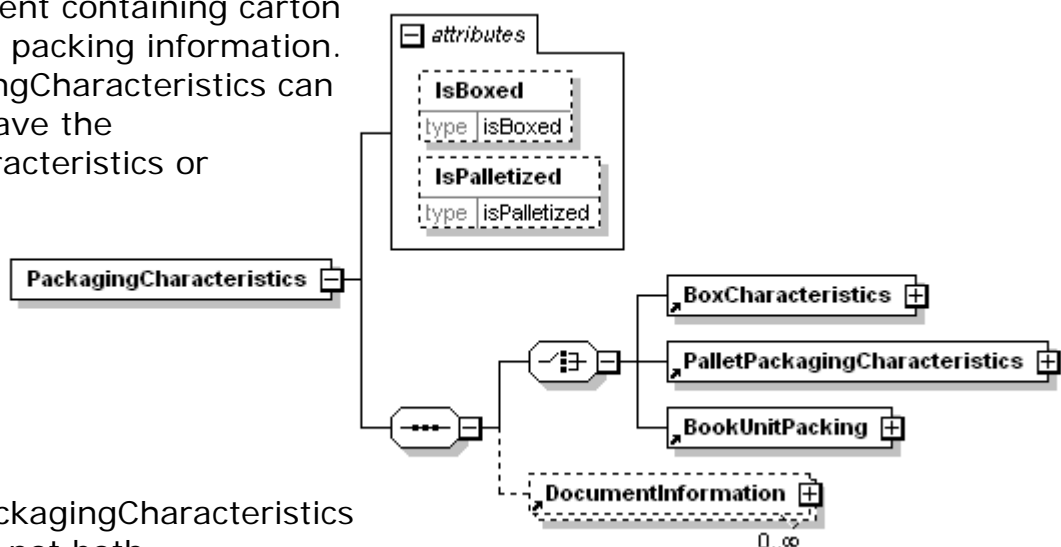 ent containing carton
packing information.
ngCharacteristics can
ave the
racteristics or
attributes
IsBoxed
type isBoxed
IsPalletized
type isPalletized
PackagingCharacteristics
BoxCharacteristics
PalletPackagingCharacteristics
BookUnitPacking
DocumentInformation
0..∞
ckagingCharacteristics
not both